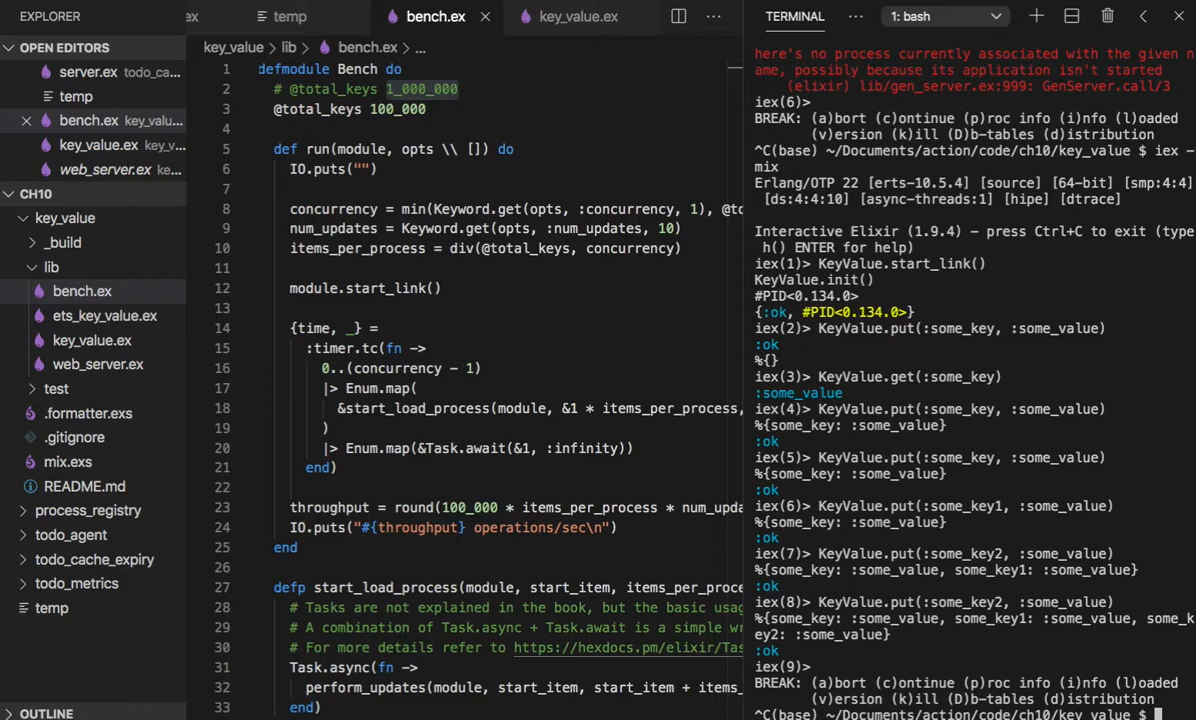 EXPLORER
OPEN EDITORS
server.ex todo_ca...
temp
bench.ex key_valu...
key_value.ex key_v...
web_server.ex ke...
CH10
key_value
_build
lib
bench.ex
ets_key_value.ex
key_value.ex
web_server.ex
test
.formatter.exs
.gitignore
mix.exs
README.md
process_registry
todo_agent
todo_cache_expiry
todo_metrics
temp
OUTLINE
ex temp bench.ex key_value.ex
key_value > lib > bench.ex > ...
1 defmodule Bench do
2 # @total_keys 1_000_000
3 @total_keys 100_000
4
5 def run(module, opts \\ []) do
6 IO.puts("")
7
8 concurrency = min(Keyword.get(opts, :concurrency, 1), @to
9 num_updates = Keyword.get(opts, :num_updates, 10)
10 items_per_process = div(@total_keys, concurrency)
11
12 module.start_link()
13
14 {time, _} =
15 :timer.tc(fn ->
16 0..(concurrency - 1)
17 |> Enum.map(
18 &start_load_process(module, &1 * items_per_process,
19 )
20 |> Enum.map(&Task.await(&1, :infinity))
21 end)
22
23 throughput = round(100_000 * items_per_process * num_upda
24 IO.puts("#{throughput} operations/sec\n")
25 end
26
27 defp start_load_process(module, start_item, items_per_proce
28 # Tasks are not explained in the book, but the basic usag
29 # A combination of Task.async + Task.await is a simple wr
30 # For more details refer to https://hexdocs.pm/elixir/Tas
31 Task.async(fn ->
32 perform_updates(module, start_item, start_item + items_
33 end)
TERMINAL ... 1: bash
here's no process currently associated with the given n
ame, possibly because its application isn't started
(elixir) lib/gen_server.ex:999: GenServer.call/3
iex(6)>
BREAK: (a)bort (c)ontinue (p)roc info (i)nfo (l)oaded
(v)ersion (k)ill (D)b-tables (d)istribution
^C(base) ~/Documents/action/code/ch10/key_value $ iex -
mix
Erlang/OTP 22 [erts-10.5.4] [source] [64-bit] [smp:4:4]
[ds:4:4:10] [async-threads:1] [hipe] [dtrace]

Interactive Elixir (1.9.4) - press Ctrl+C to exit (type
h() ENTER for help)
iex(1)> KeyValue.start_link()
KeyValue.init()
#PID<0.134.0>
{:ok, #PID<0.134.0>}
iex(2)> KeyValue.put(:some_key, :some_value)
:ok
%{}
iex(3)> KeyValue.get(:some_key)
:some_value
iex(4)> KeyValue.put(:some_key, :some_value)
%{some_key: :some_value}
:ok
iex(5)> KeyValue.put(:some_key, :some_value)
%{some_key: :some_value}
:ok
iex(6)> KeyValue.put(:some_key1, :some_value)
%{some_key: :some_value}
:ok
iex(7)> KeyValue.put(:some_key2, :some_value)
%{some_key: :some_value, some_key1: :some_value}
:ok
iex(8)> KeyValue.put(:some_key2, :some_value)
%{some_key: :some_value, some_key1: :some_value, some_k
ey2: :some_value}
:ok
iex(9)>
BREAK: (a)bort (c)ontinue (p)roc info (i)nfo (l)oaded
(v)ersion (k)ill (D)b-tables (d)istribution
^C(base) ~/Documents/action/code/ch10/key_value $